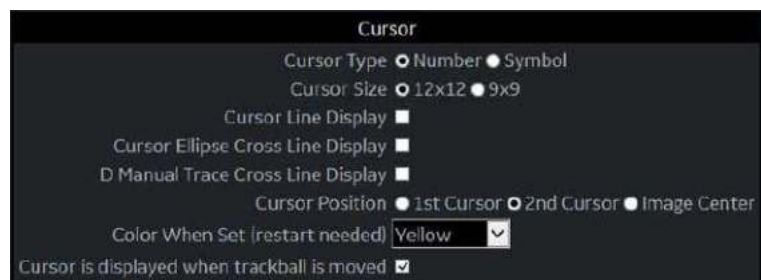 Cursor
Cursor Type Number Symbol
Cursor Size 12x12 9x9
Cursor Line Display
Cursor Ellipse Cross Line Display
D Manual Trace Cross Line Display
Cursor Position 1st Cursor 2nd Cursor Image Center
Color When Set (restart needed) Yellow
Cursor is displayed when trackball is moved